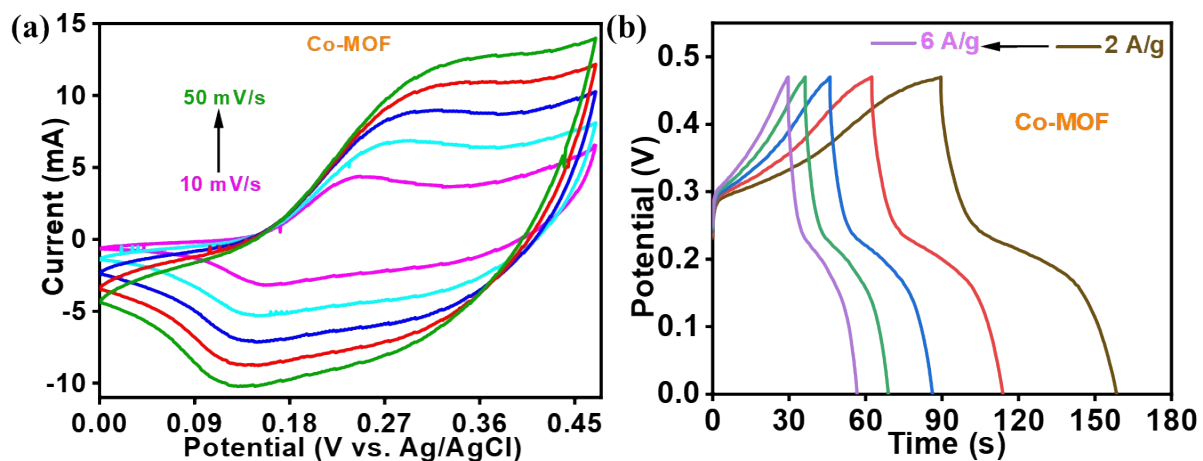 (a)
Co-MOF
50 mV/s
10 mV/s
Current (mA)
15
10
5
0
-5
-10
0.00 0.09 0.18 0.27 0.36 0.45
Potential (V vs. Ag/AgCl)
(b)
6 A/g 2 A/g
Co-MOF
Potential (V)
0.5
0.4
0.3
0.2
0.1
0.0
0 30 60 90 120 150 180
Time (s)